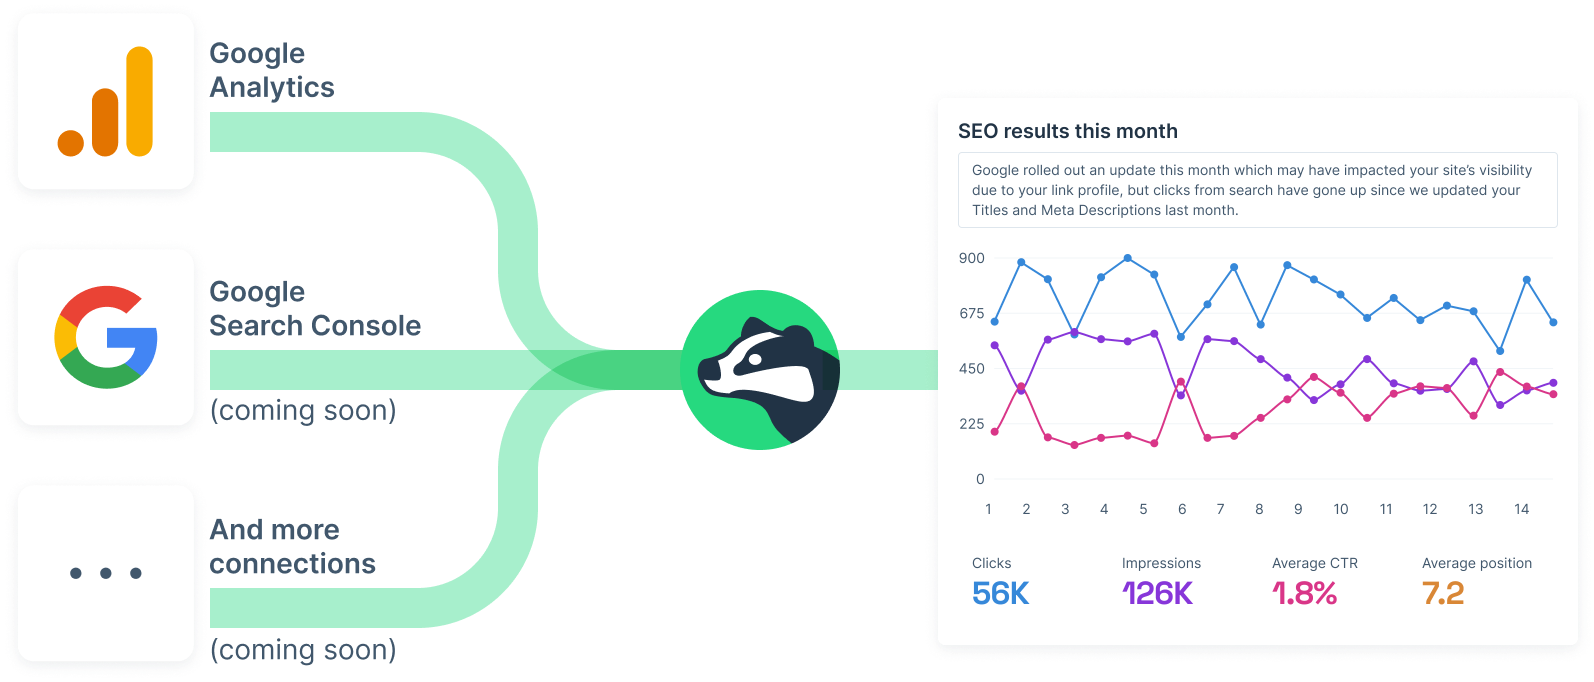 Google
Analytics
Google
Search Console
(coming soon)
And more
connections
(coming soon)
SEO results this month
Google rolled out an update this month which may have impacted your site’s visibility
due to your link profile, but clicks from search have gone up since we updated your
Titles and Meta Descriptions last month.
900
675
450
225
0
1 2 3 4 5 6 7 8 9 10 11 12 13 14
Clicks Impressions Average CTR Average position
56K 126K 1.8% 7.2